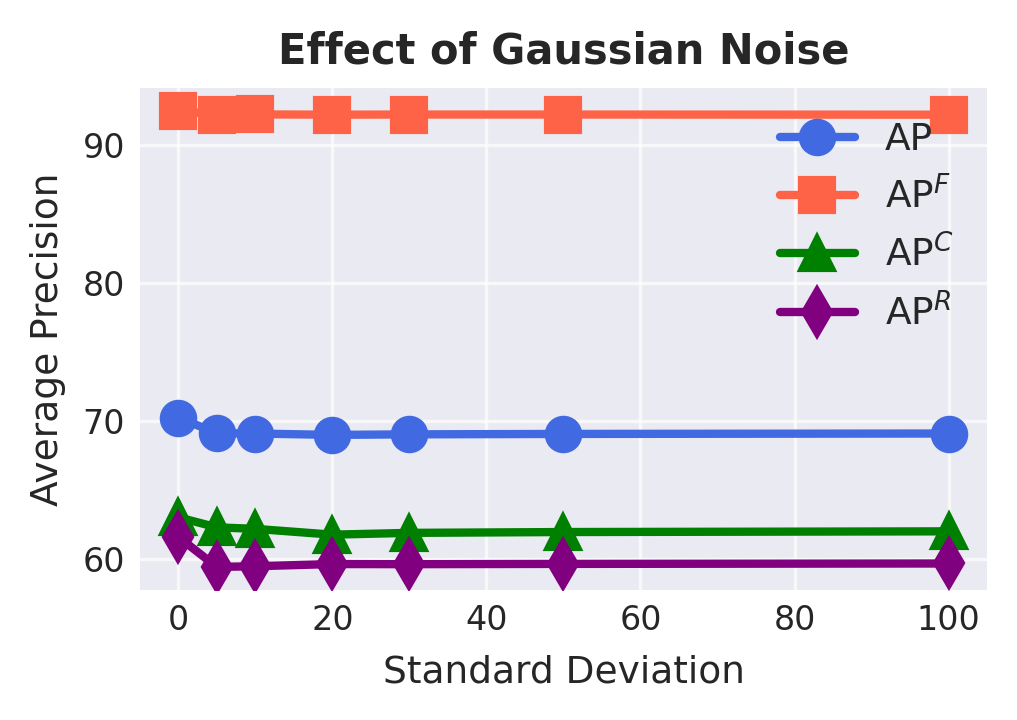 Effect of Gaussian Noise
Average Precision
90
80
70
60
AP
AP^F
AP^C
AP^R
0 20 40 60 80 100
Standard Deviation